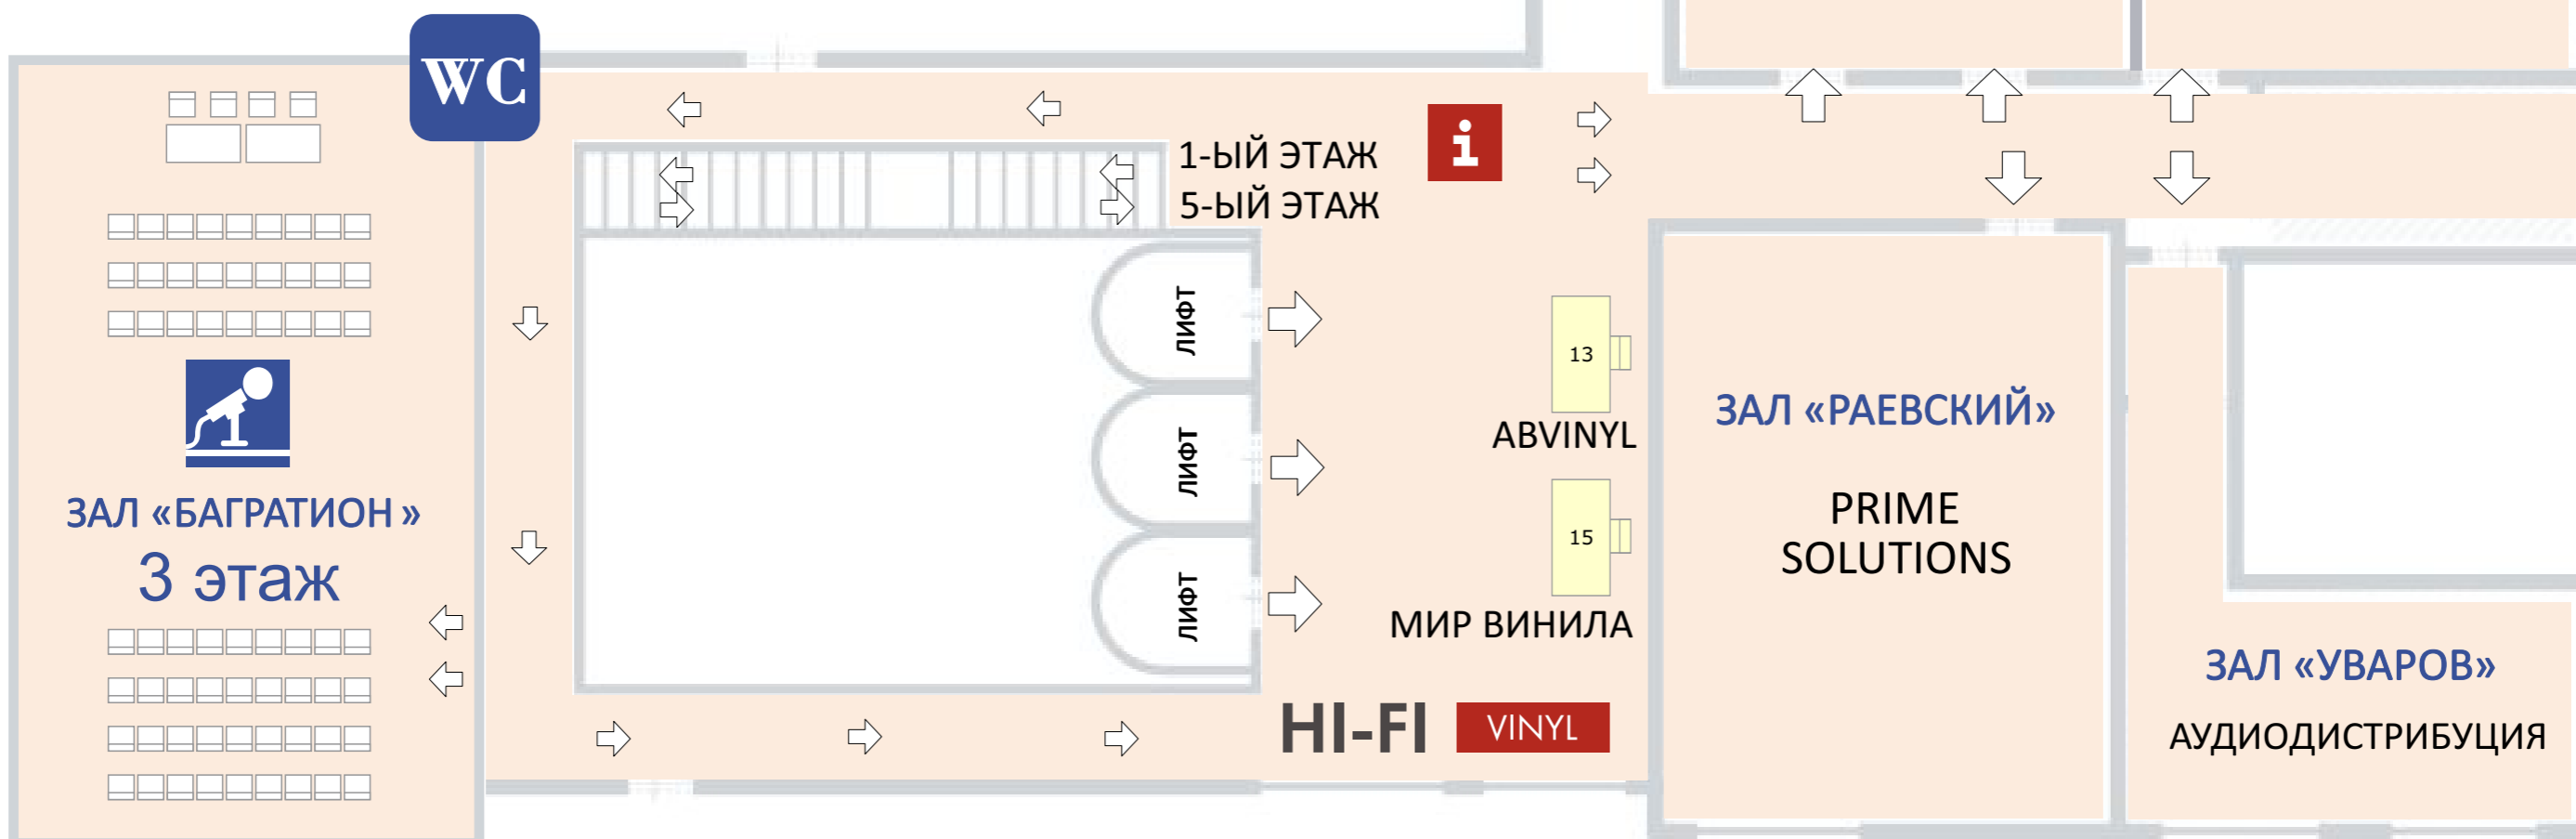 WC
1-ЫЙ ЭТАЖ
5-ЫЙ ЭТАЖ
i
ЛИФТ
ЛИФТ
ЛИФТ
13
ABVINYL
15
МИР ВИНИЛА
HI-FI
VINYL
ЗАЛ «БАГРАТИОН»
3 этаж
ЗАЛ «РАЕВСКИЙ»
PRIME
SOLUTIONS
ЗАЛ «УВАРОВ»
АУДИОДИСТРИБУЦИЯ